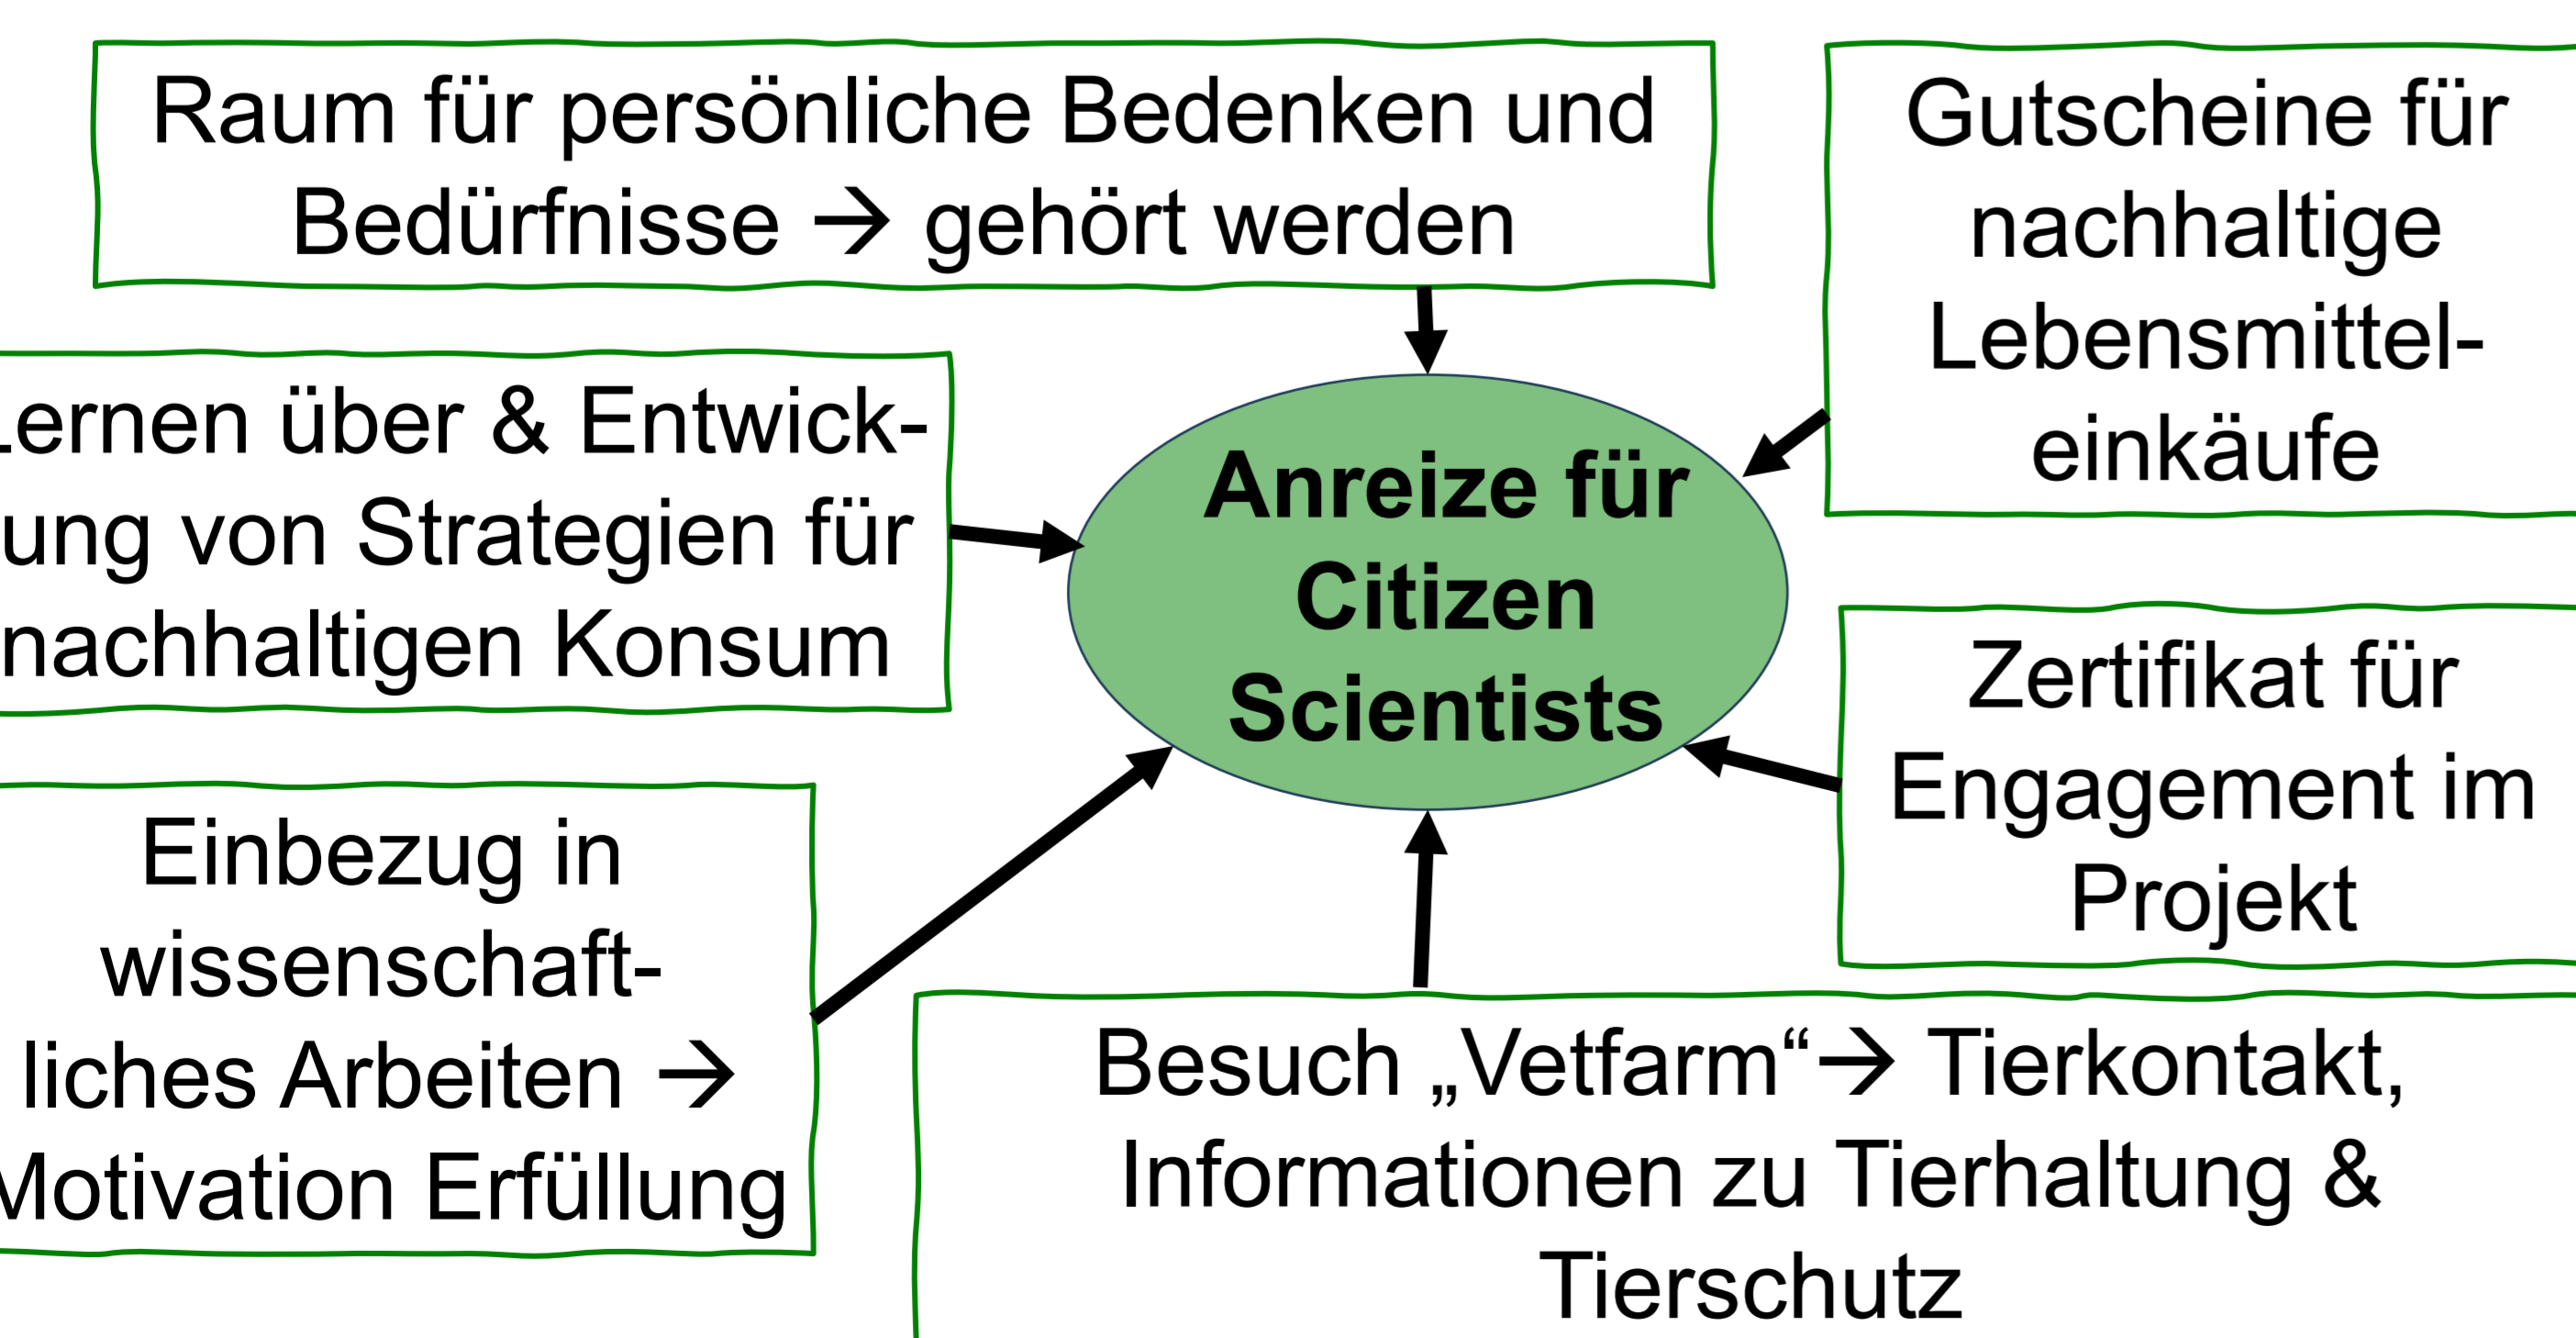 Raum für persönliche Bedenken und
Bedürfnisse → gehört werden
Gutscheine für
nachhaltige
Lebensmittel-
einkäufe
Lernen über & Entwick-
ung von Strategien für
nachhaltigen Konsum
Anreize für
Citizen
Scientists
Zertifikat für
Engagement im
Projekt
Einbezug in
wissenschaft-
liches Arbeiten →
Motivation Erfüllung
Besuch „Vetfarm“→ Tierkontakt,
Informationen zu Tierhaltung &
Tierschutz